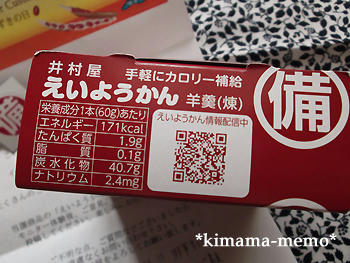 井村屋 手軽にカロリー補給
えいようかん 羊羹(煉)
備
栄養成分1本(60g)あたり
エネルギー 171kcal
たんぱく質 1.9g
脂質 0.1g
炭水化物 40.7g
ナトリウム 2.4mg
えいようかん情報配信中
*kimama-memo*